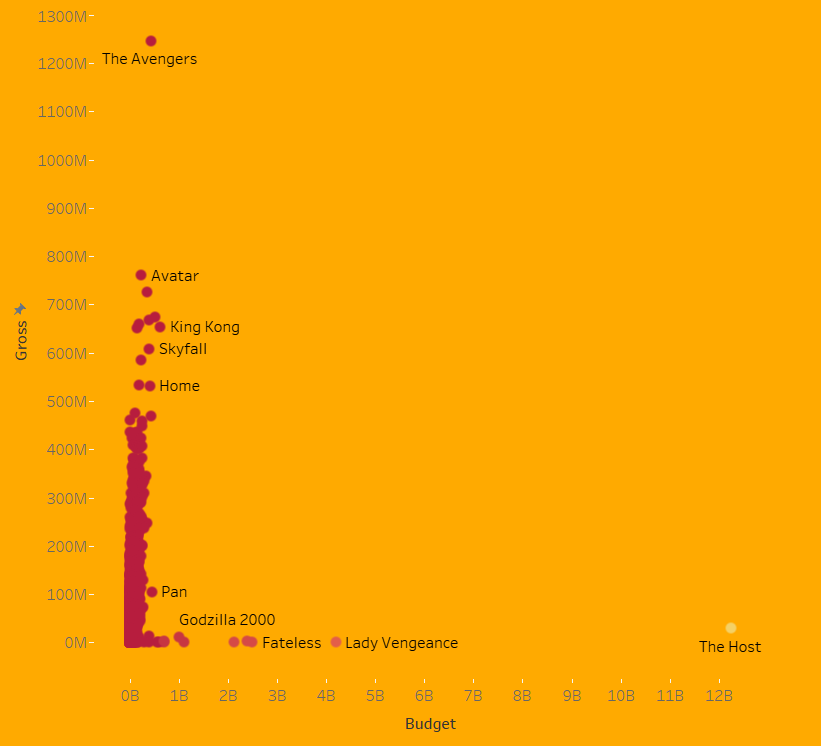 1300M
The Avengers
1200M
1100M
1000M
900M
800M
Avatar
700M
King Kong
Gross
600M
Skyfall
Home
500M
400M
300M
200M
100M
Pan
Godzilla 2000
0M
Fateless
Lady Vengeance
The Host
0B 1B 2B 3B 4B 5B 6B 7B 8B 9B 10B 11B 12B
Budget